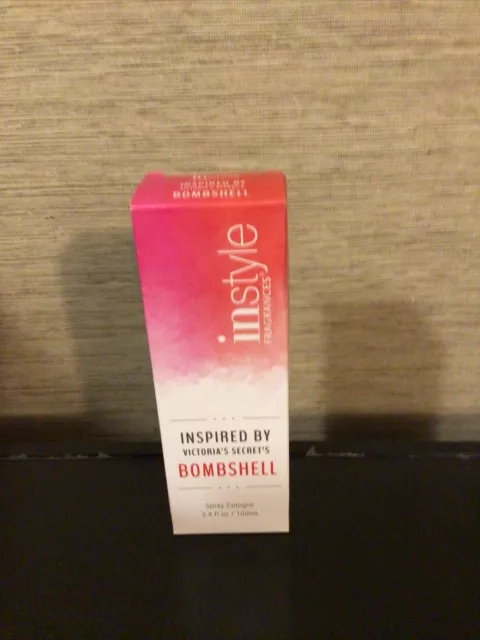 INSPIRED BY
BOMBSHELL
instyle
FRAGRANCES
INSPIRED BY
VICTORIA'S SECRET'S
BOMBSHELL
Spray Cologne
3.4 fl oz / 100mL